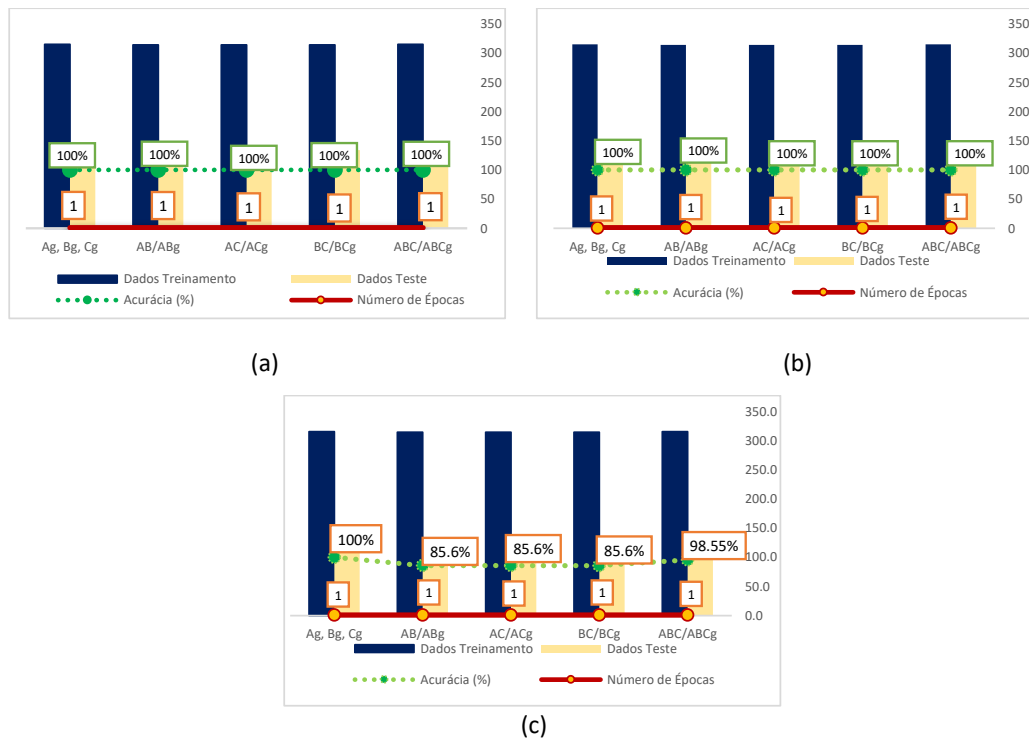 350
300
250
200
150
100
50
0
100% 100% 100% 100% 100%
1 1 1 1 1
Ag, Bg, Cg AB/ABg AC/ACg BC/BCg ABC/ABCg
Dados Treinamento Dados Teste
Acurácia (%) Número de Épocas
(a)
350
300
250
200
150
100
50
0
100% 100% 100% 100% 100%
1 1 1 1 1
Ag, Bg, Cg AB/ABg AC/ACg BC/BCg ABC/ABCg
Dados Treinamento Dados Teste
Acurácia (%) Número de Épocas
(b)
350.0
300.0
250.0
200.0
150.0
100.0
50.0
0.0
100% 85.6% 85.6% 85.6% 98.55%
1 1 1 1 1
Ag, Bg, Cg AB/ABg AC/ACg BC/BCg ABC/ABCg
Dados Treinamento Dados Teste
Acurácia (%) Número de Épocas
(c)